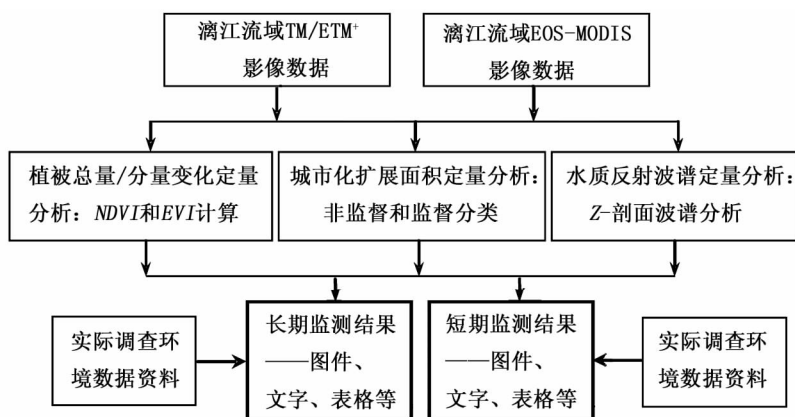 漓江流域TM/ETM⁺
影像数据
漓江流域EOS-MODIS
影像数据
植被总量/分量变化定量
分析：NDVI和EVI计算
城市化扩展面积定量分析：
非监督和监督分类
水质反射波谱定量分析：
Z-剖面波谱分析
实际调查环
境数据资料
长期监测结果
——图件、
文字、表格等
短期监测结果
——图件、
文字、表格等
实际调查环
境数据资料